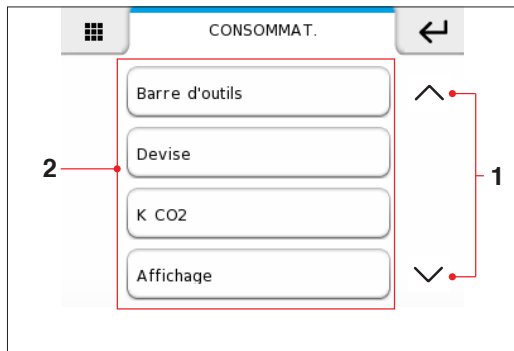 CONSOMMAT.
Barre d'outils
Devise
K CO2
Affichage
2
1